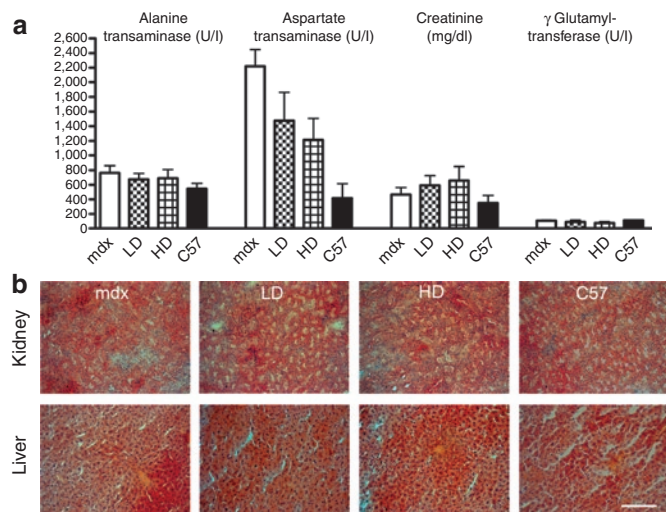 a
Alanine
transaminase (U/l)
Aspartate
transaminase (U/l)
Creatinine
(mg/dl)
γ Glutamyl-
transferase (U/l)
2,600
2,400
2,200
2,000
1,800
1,600
1,400
1,200
1,000
800
600
400
200
0
mdx
LD
HD
C57
mdx
LD
HD
C57
mdx
LD
HD
C57
mdx
LD
HD
C57
b
mdx
LD
HD
C57
Kidney
Liver